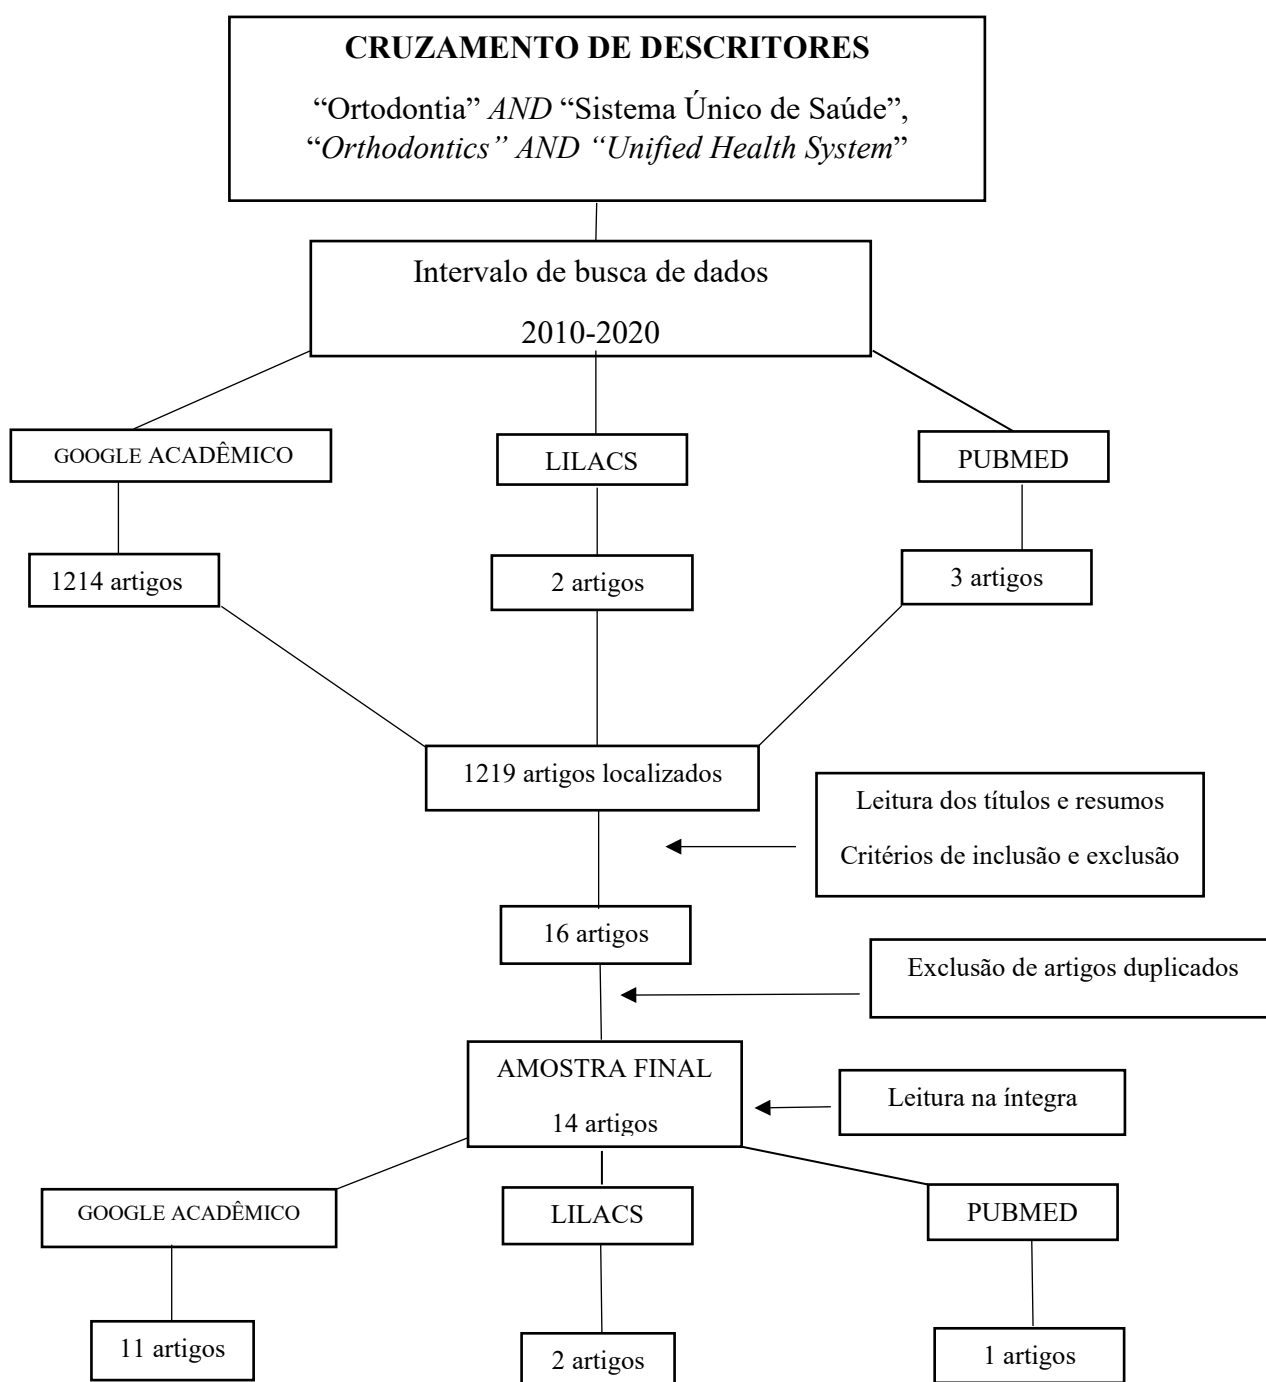 CRUZAMENTO DE DESCRITORES
“Ortodontia” AND “Sistema Único de Saúde”,
“Orthodontics” AND “Unified Health System”
Intervalo de busca de dados
2010-2020
GOOGLE ACADÊMICO
LILACS
PUBMED
1214 artigos
2 artigos
3 artigos
1219 artigos localizados
Leitura dos títulos e resumos
Critérios de inclusão e exclusão
16 artigos
Exclusão de artigos duplicados
AMOSTRA FINAL
14 artigos
Leitura na íntegra
GOOGLE ACADÊMICO
LILACS
PUBMED
11 artigos
2 artigos
1 artigos